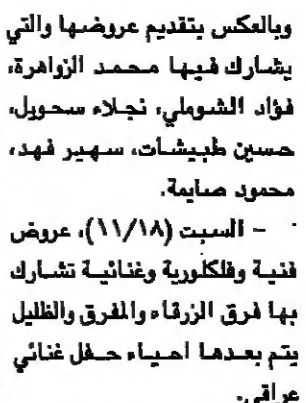 وبالعكس بتقديم عروضها والتي
يشارك فيها محمد الزواهرة،
فؤاد الشوملي، نجلاء سحويل،
حسين طبيشات، سهير فهد،
محمود صايمة.
- السبت (١١/١٨)، عروض
فنية وفلكلورية وغنائية تشارك
بها فرق الزرقاء والمفرق والظليل
يتم بعدها احياء حفل غنائي
عراقي.